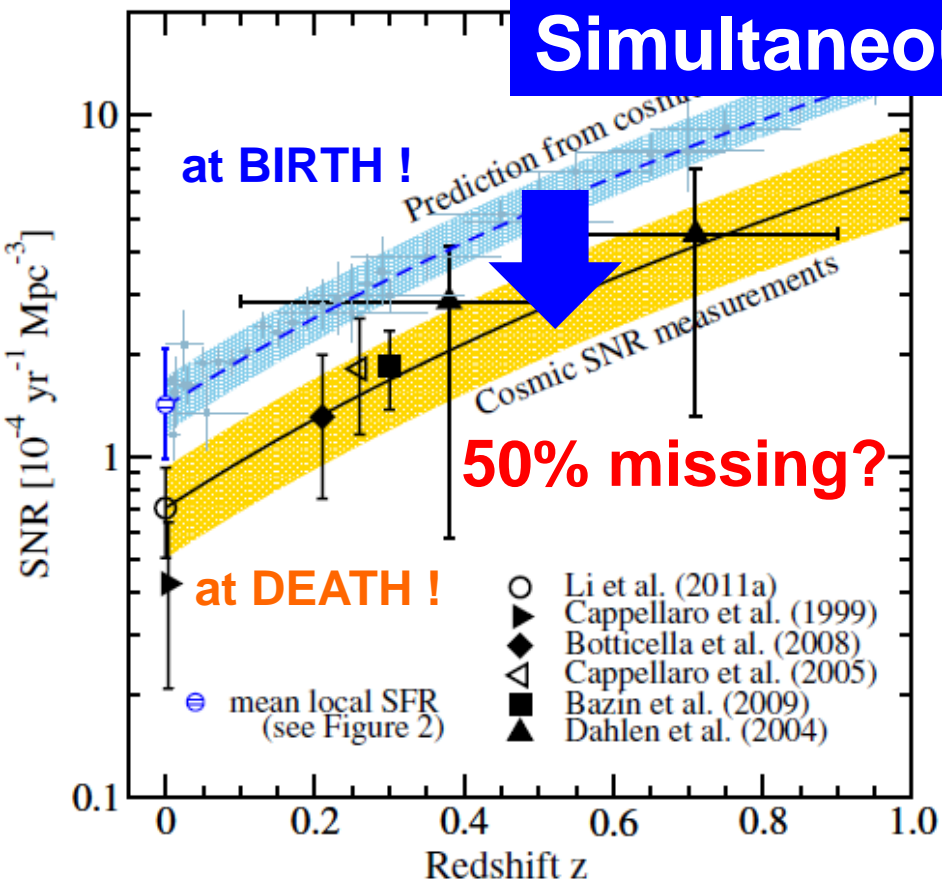 Simultaneou
10
at BIRTH !
Prediction from cosmic
SNR [10-4 yr-1 Mpc-3]
Cosmic SNR measurements
1
50% missing?
at DEATH !
Li et al. (2011a)
Cappellaro et al. (1999)
Botticella et al. (2008)
Cappellaro et al. (2005)
Bazin et al. (2009)
Dahlen et al. (2004)
mean local SFR
(see Figure 2)
0.1
0 0.2 0.4 0.6 0.8 1.0
Redshift z